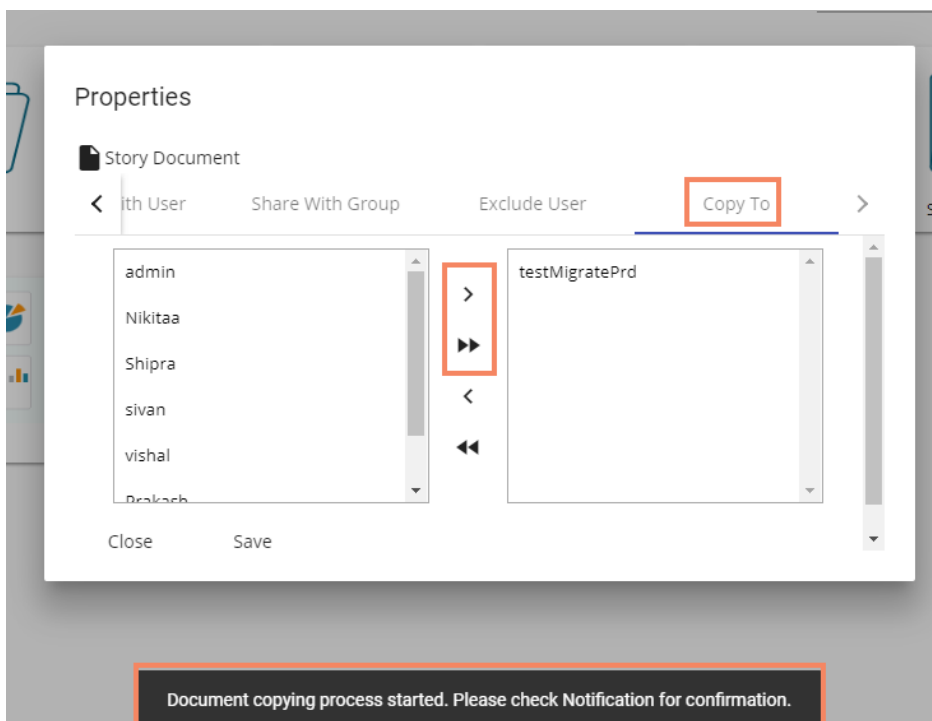 Properties
Story Document
ith User Share With Group Exclude User Copy To
admin
Nikitaa
Shipra
sivan
vishal
Prakash
testMigratePrd
Close Save
Document copying process started. Please check Notification for confirmation.